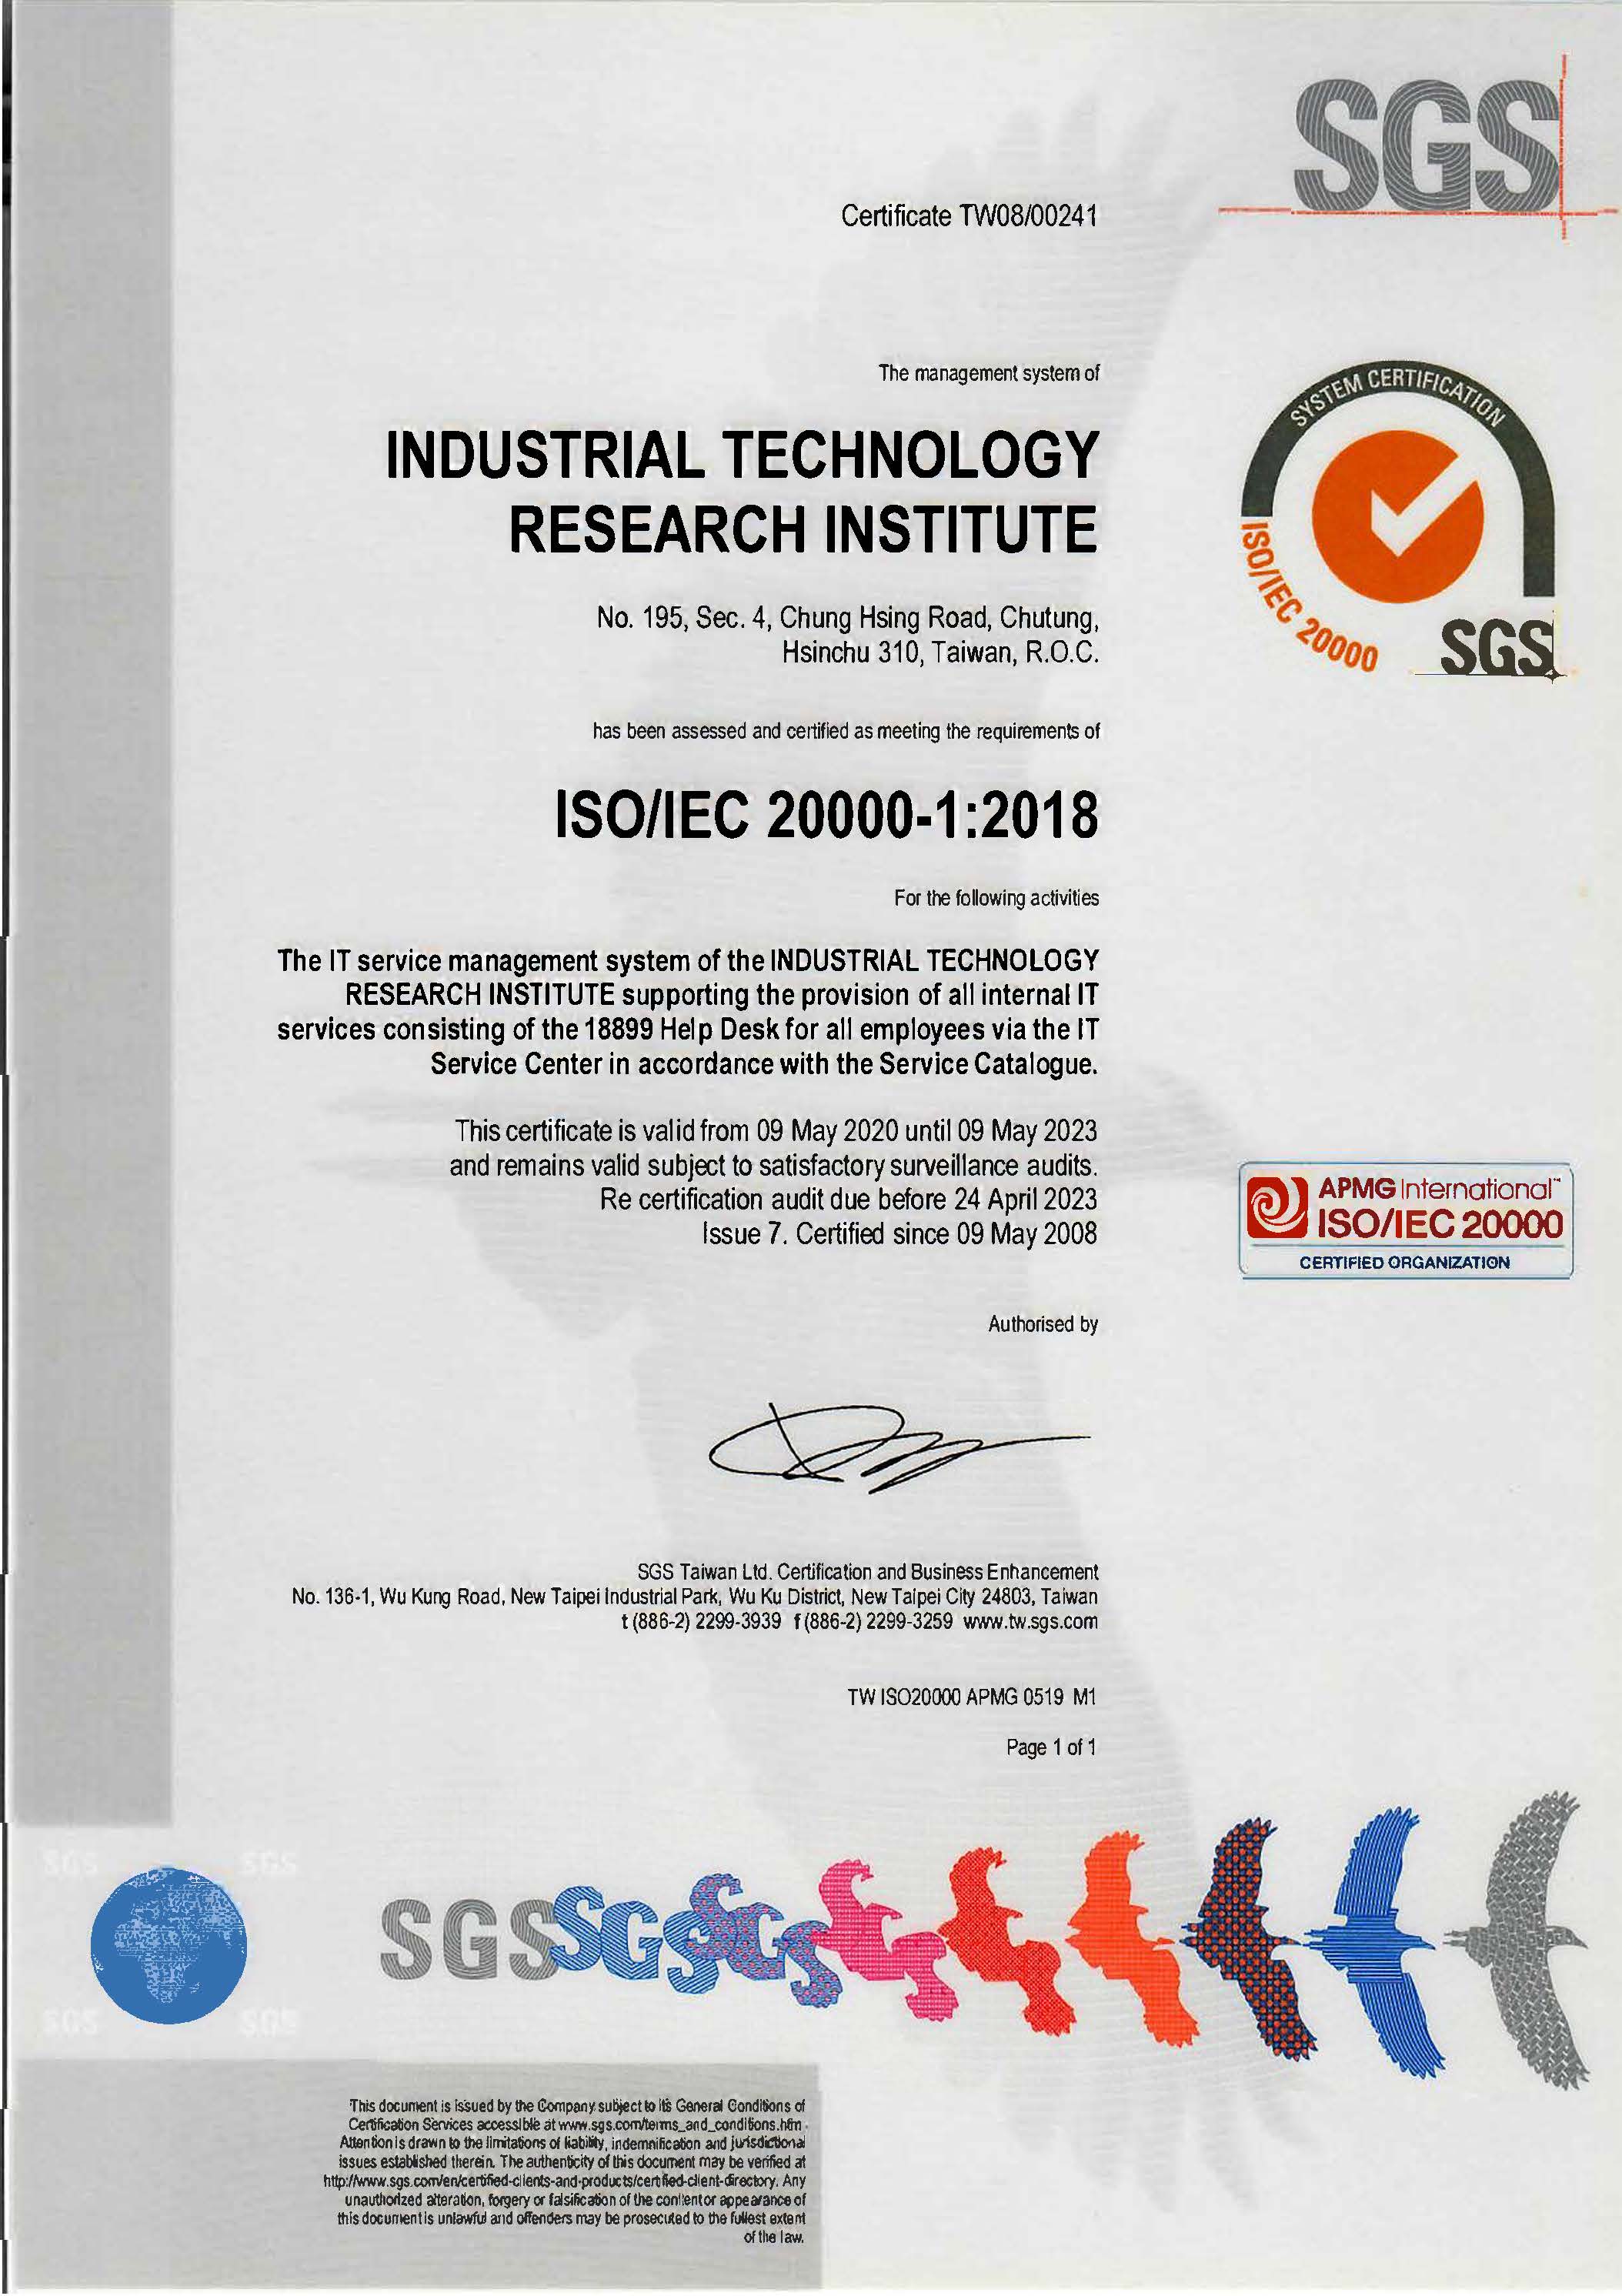 SGS
Certificate TW08/00241
The management system of
INDUSTRIAL TECHNOLOGY
RESEARCH INSTITUTE
No. 195, Sec. 4, Chung Hsing Road, Chutung,
Hsinchu 310, Taiwan, R.O.C.
SYSTEM CERTIFICATION
ISO/IEC 20000
SGS
has been assessed and certified as meeting the requirements of
ISO/IEC 20000-1:2018
For the following activities
The IT service management system of the INDUSTRIAL TECHNOLOGY
RESEARCH INSTITUTE supporting the provision of all internal IT
services consisting of the 18899 Help Desk for all employees via the IT
Service Center in accordance with the Service Catalogue.
This certificate is valid from 09 May 2020 until 09 May 2023
and remains valid subject to satisfactory surveillance audits.
Re certification audit due before 24 April 2023
Issue 7. Certified since 09 May 2008
APMG International™
ISO/IEC 20000
CERTIFIED ORGANIZATION
Authorised by
SGS Taiwan Ltd. Certification and Business Enhancement
No. 136-1, Wu Kung Road, New Taipei Industrial Park, Wu Ku District, New Taipei City 24803, Taiwan
t (886-2) 2299-3939 f (886-2) 2299-3259 www.tw.sgs.com
TW ISO20000 APMG 0519 M1
Page 1 of 1
SGS SGS
SGS SGS SGS
SGS SGS
This document is issued by the Company subject to its General Conditions of
Certification Services accessible at www.sgs.com/terms_and_conditions.htm.
Attention is drawn to the limitations of liability, indemnification and jurisdictional
issues established therein. The authenticity of this document may be verified at
http://www.sgs.com/en/certified-clients-and-products/certified-client-directory. Any
unauthorized alteration, forgery or falsification of the content or appearance of
this document is unlawful and offenders may be prosecuted to the fullest extent
of the law.